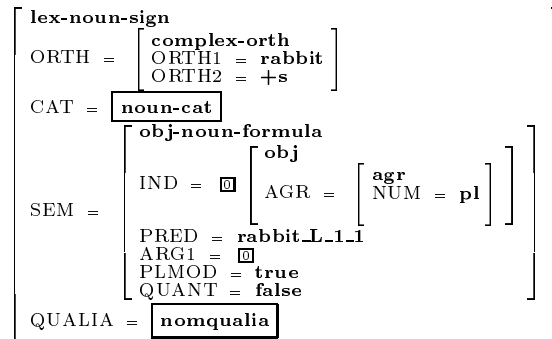 lex-noun-sign
complex-orth
ORTH = ORTH1 = rabbit
ORTH2 = +s
CAT = noun-cat
obj-noun-formula
obj
agr
IND = 0 AGR = NUM = pl
SEM =
PRED = rabbit_L_1_1
ARG1 = 0
PLMOD = true
QUANT = false
QUALIA = nomqualia